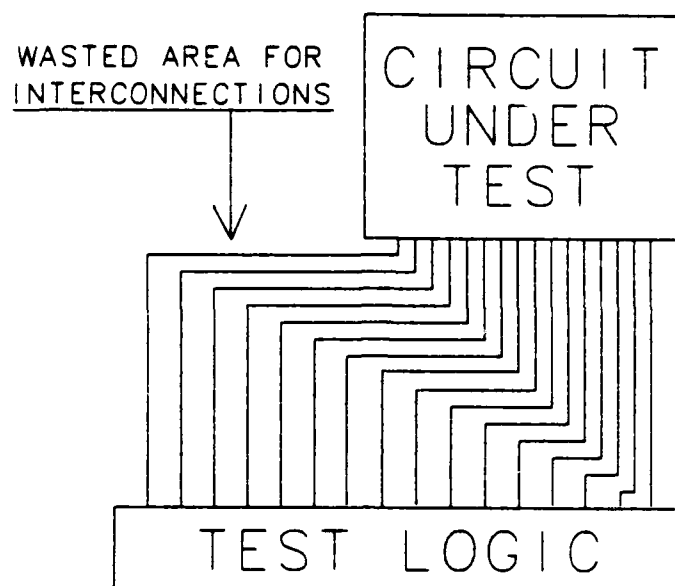 WASTED AREA FOR
INTERCONNECTIONS
CIRCUIT
UNDER
TEST
TEST LOGIC